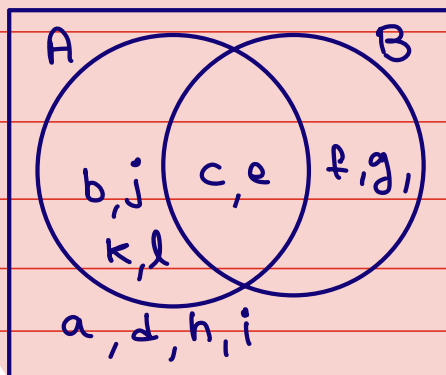 A B
b, j c, e f, g,
k, l
a, d, h, i